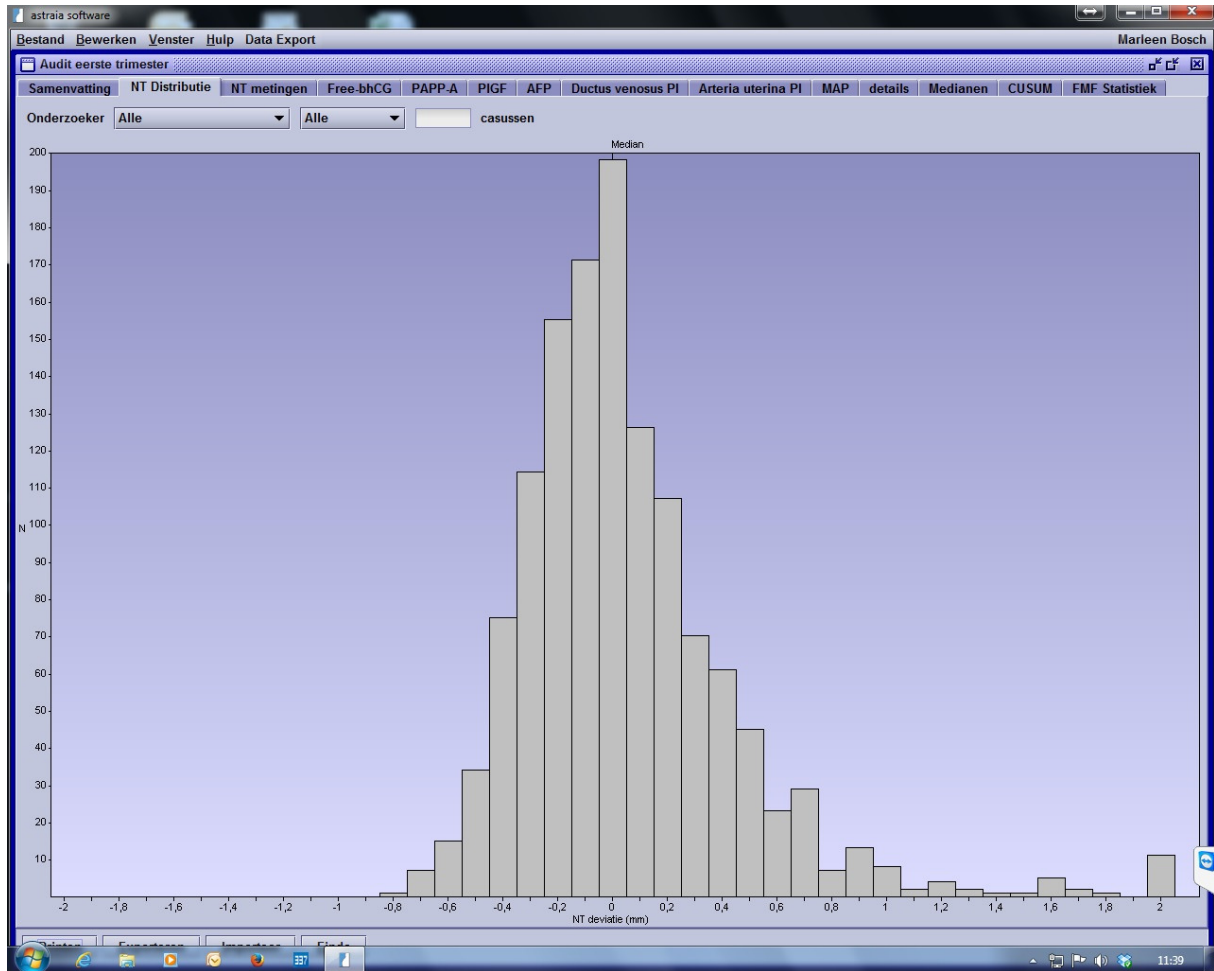 astraia software
Bestand Bewerken Venster Hulp Data Export Marleen Bosch
Audit eerste trimester
Samenvatting NT Distributie NT metingen Free-bhCG PAPP-A PlGF AFP Ductus venosus PI Arteria uterina PI MAP details Medianen CUSUM FMF Statistiek
Onderzoeker Alle Alle casussen
Median
200
190
180
170
160
150
140
130
120
110
N 100
90
80
70
60
50
40
30
20
10
-2 -1,8 -1,6 -1,4 -1,2 -1 -0,8 -0,6 -0,4 -0,2 0 0,2 0,4 0,6 0,8 1 1,2 1,4 1,6 1,8 2
NT deviatie (mm)
Printen Exporteren Importeos Einde
337 11:39